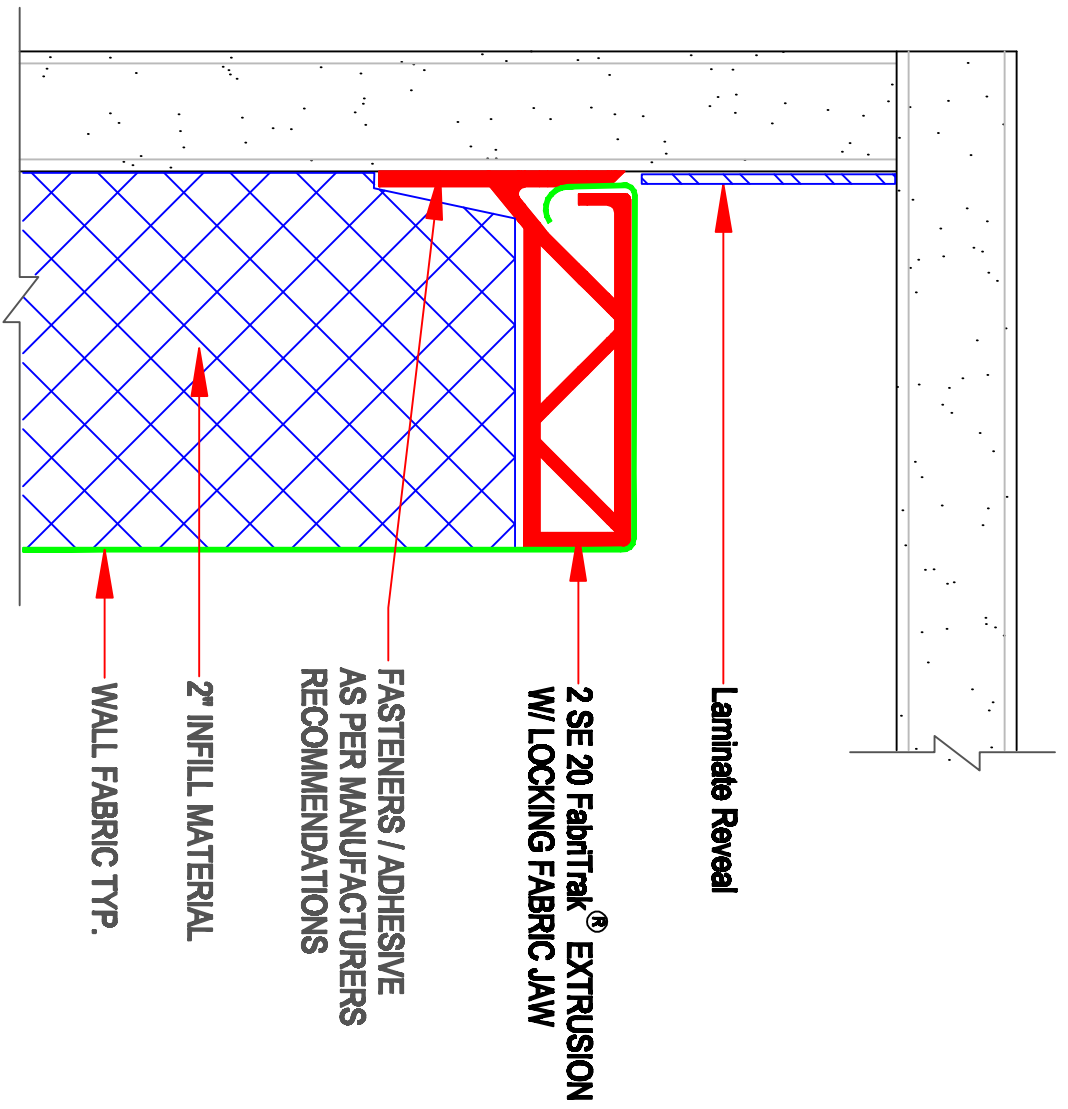 Laminate Reveal
2 SE 20 FabriTrak® EXTRUSION
W/ LOCKING FABRIC JAW
FASTENERS / ADHESIVE
AS PER MANUFACTURERS
RECOMMENDATIONS
2" INFILL MATERIAL
WALL FABRIC TYP.